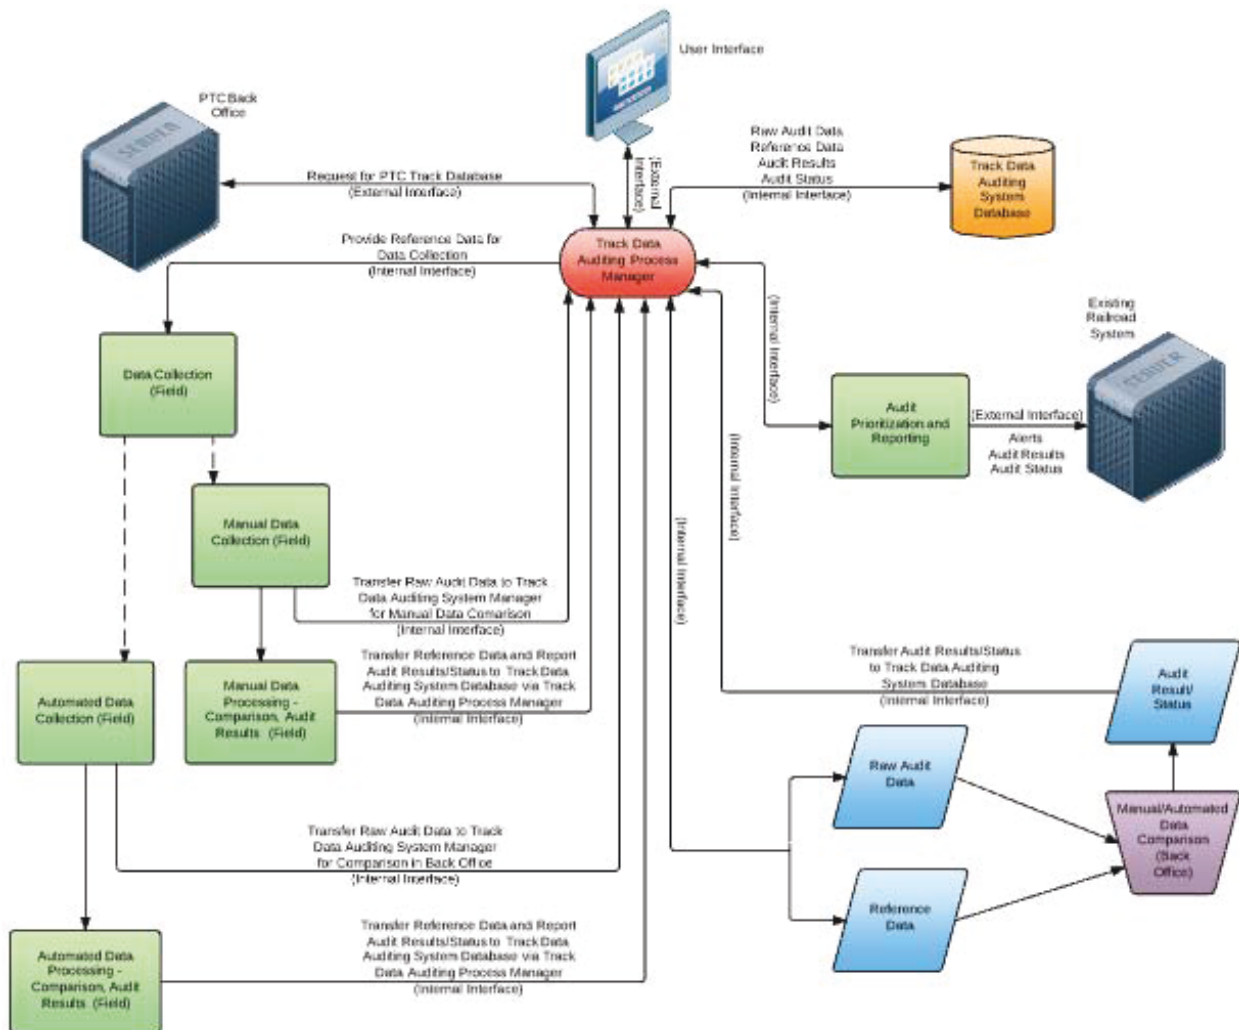 User Interface
PTC Back
Office
SERVER
Raw Audit Data
Reference Data
Audit Results
Audit Status
(Internal Interface)
(External
Interface)
Track Data
Auditing
System
Database
Request for PTC Track Database
(External Interface)
Provide Reference Data for
Data Collection
(Internal Interface)
Track Data
Auditing Process
Manager
(Internal Interface)
Existing
Railroad
System
SERVER
Data Collection
(Field)
Audit
Prioritization and
Reporting
(External Interface)
Alerts
Audit Results
Audit Status
(Internal Interface)
(Internal Interface)
Manual Data
Collection (Field)
Transfer Raw Audit Data to Track
Data Auditing System Manager
for Manual Data Comarison
(Internal Interface)
Transfer Reference Data and Report
Audit Results/Status to Track Data
Auditing System Database via Track
Data Auditing Process Manager
(Internal Interface)
Transfer Audit Results/Status
to Track Data Auditing
System Database
(Internal Interface)
Audit
Result/
Status
Automated Data
Collection (Field)
Manual Data
Processing -
Comparison, Audit
Results (Field)
Raw Audit
Data
Manual/Automated
Data
Comparison
(Back
Office)
Transfer Raw Audit Data to Track
Data Auditing System Manager
for Comparison in Back Office
(Internal Interface)
Reference
Data
Transfer Reference Data and Report
Audit Results/Status to Track Data
Auditing System Database via Track
Data Auditing Process Manager
(Internal Interface)
Automated Data
Processing -
Comparison, Audit
Results (Field)